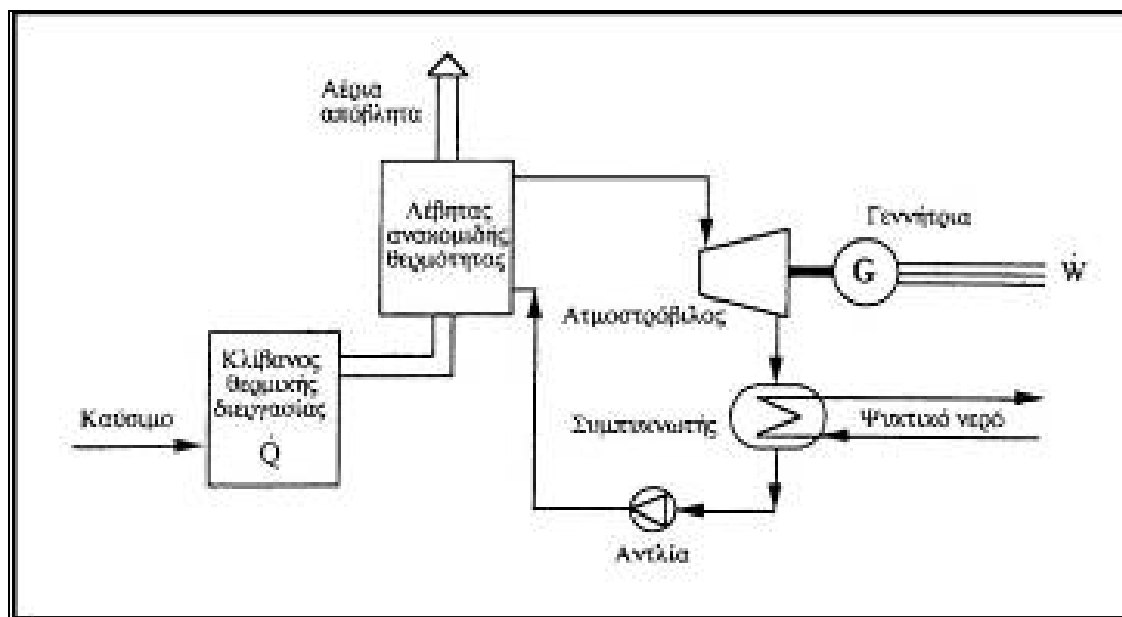 Αέρια
απόβλητα
Λέβητας
ανακομιδής
θερμότητας
Γεννήτρια
G
Ẇ
Ατμοστρόβιλος
Κλίβανος
θερμικής
διεργασίας
Q̇
Καύσιμο
Συμπυκνωτής
Ψυκτικό νερό
Αντλία